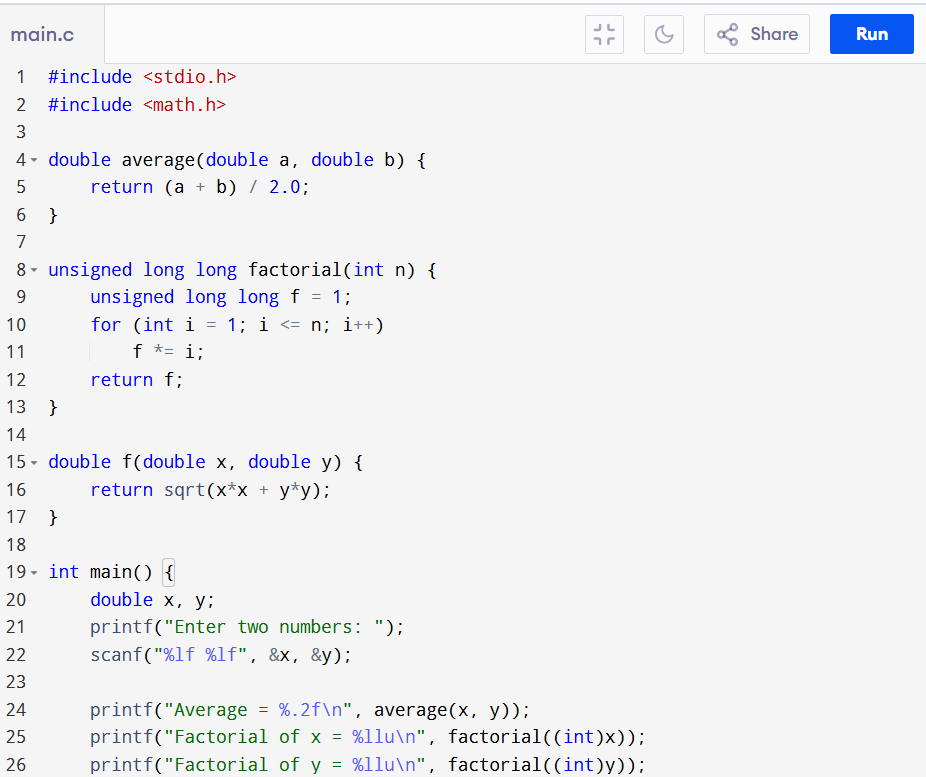 main.c
Share
Run
1 #include <stdio.h>
2 #include <math.h>
3
4 double average(double a, double b) {
5     return (a + b) / 2.0;
6 }
7
8 unsigned long long factorial(int n) {
9     unsigned long long f = 1;
10     for (int i = 1; i <= n; i++)
11         f *= i;
12     return f;
13 }
14
15 double f(double x, double y) {
16     return sqrt(x*x + y*y);
17 }
18
19 int main() {
20     double x, y;
21     printf("Enter two numbers: ");
22     scanf("%lf %lf", &x, &y);
23
24     printf("Average = %.2f\n", average(x, y));
25     printf("Factorial of x = %llu\n", factorial((int)x));
26     printf("Factorial of y = %llu\n", factorial((int)y));